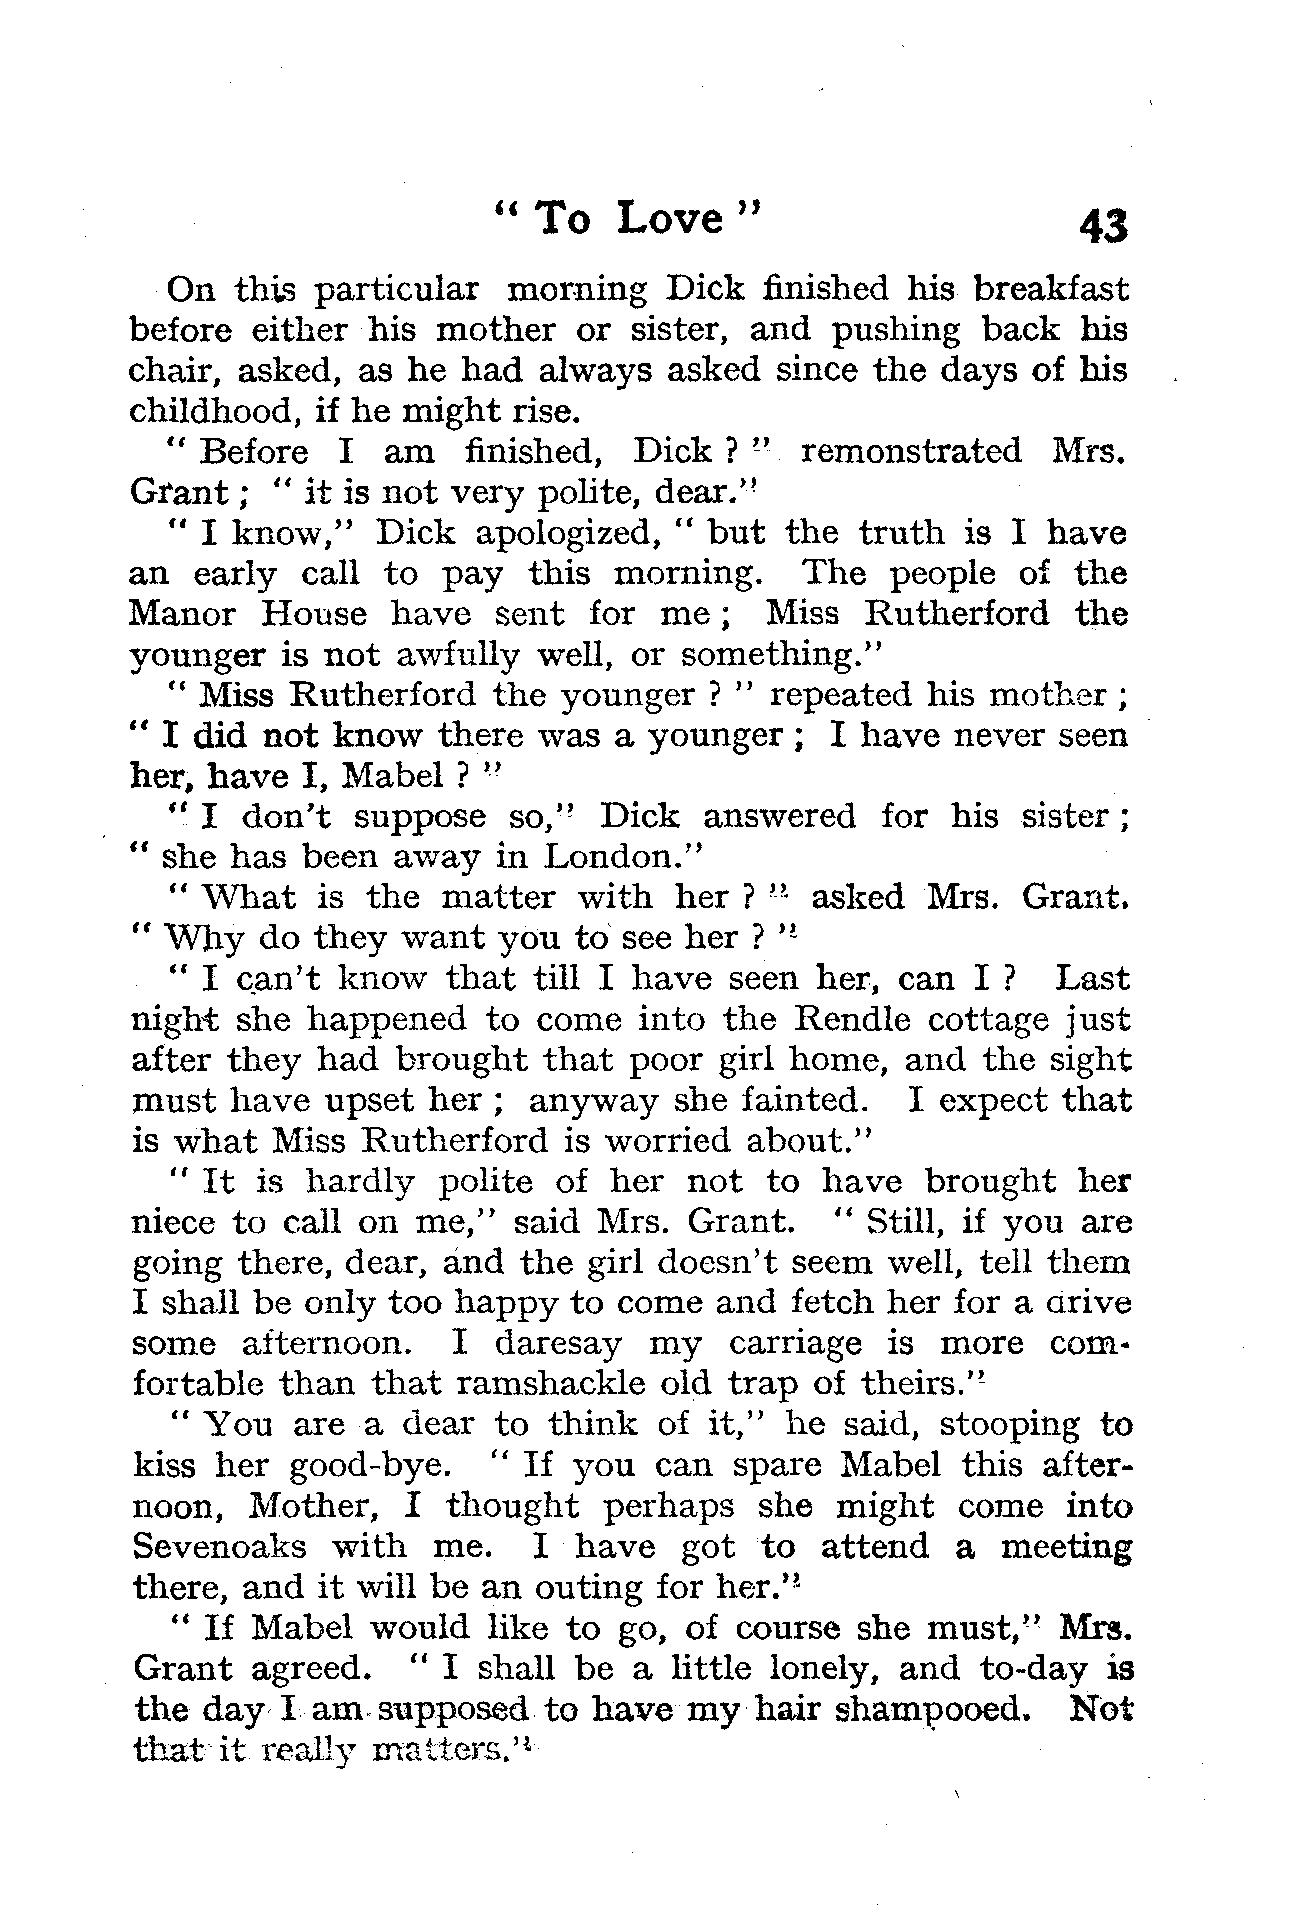 “ To Love ” 43
On this particular morning Dick finished his breakfast
before either his mother or sister, and pushing back his
chair, asked, as he had always asked since the days of his
childhood, if he might rise.
“ Before I am finished, Dick ? ” remonstrated Mrs.
Grant ; “ it is not very polite, dear.”
“ I know,” Dick apologized, “ but the truth is I have
an early call to pay this morning. The people of the
Manor House have sent for me ; Miss Rutherford the
younger is not awfully well, or something.”
“ Miss Rutherford the younger ? ” repeated his mother ;
“ I did not know there was a younger ; I have never seen
her, have I, Mabel ? ”
“ I don’t suppose so,” Dick answered for his sister ;
“ she has been away in London.”
“ What is the matter with her ? ” asked Mrs. Grant.
“ Why do they want you to see her ? ”
“ I can’t know that till I have seen her, can I ? Last
night she happened to come into the Rendle cottage just
after they had brought that poor girl home, and the sight
must have upset her ; anyway she fainted. I expect that
is what Miss Rutherford is worried about.”
“ It is hardly polite of her not to have brought her
niece to call on me,” said Mrs. Grant. “ Still, if you are
going there, dear, and the girl doesn’t seem well, tell them
I shall be only too happy to come and fetch her for a drive
some afternoon. I daresay my carriage is more com-
fortable than that ramshackle old trap of theirs.”
“ You are a dear to think of it,” he said, stooping to
kiss her good-bye. “ If you can spare Mabel this after-
noon, Mother, I thought perhaps she might come into
Sevenoaks with me. I have got to attend a meeting
there, and it will be an outing for her.”
“ If Mabel would like to go, of course she must,” Mrs.
Grant agreed. “ I shall be a little lonely, and to-day is
the day I am supposed to have my hair shampooed. Not
that it really matters.”